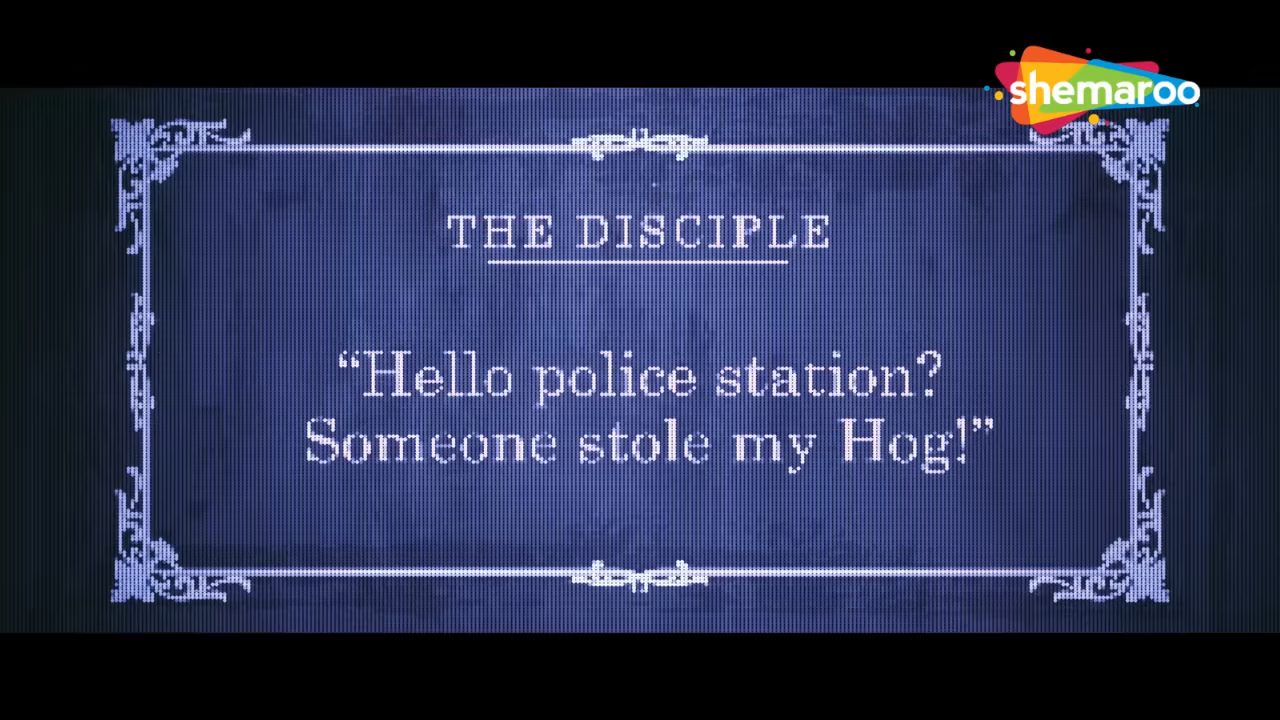 shemaroo
THE DISCIPLE
“Hello police station?
Someone stole my Hog!”